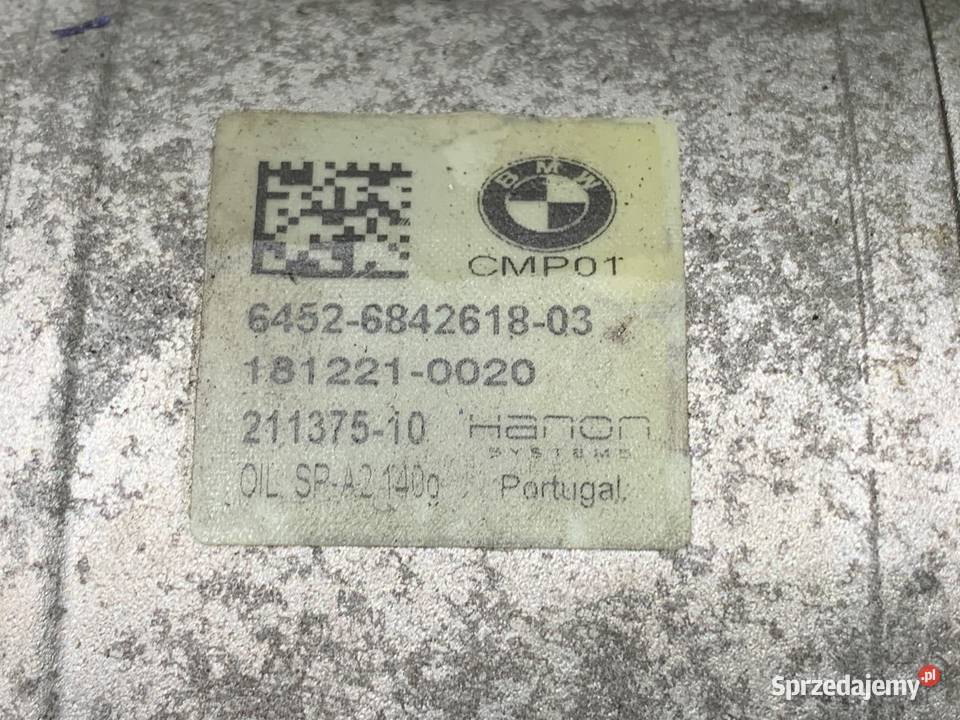 BMW
CMP01
6452-6842618-03
181221-0020
211375-10 Hanon
SYSTEMS
OIL SP-A2 140g Portugal
Sprzedajemy.pl